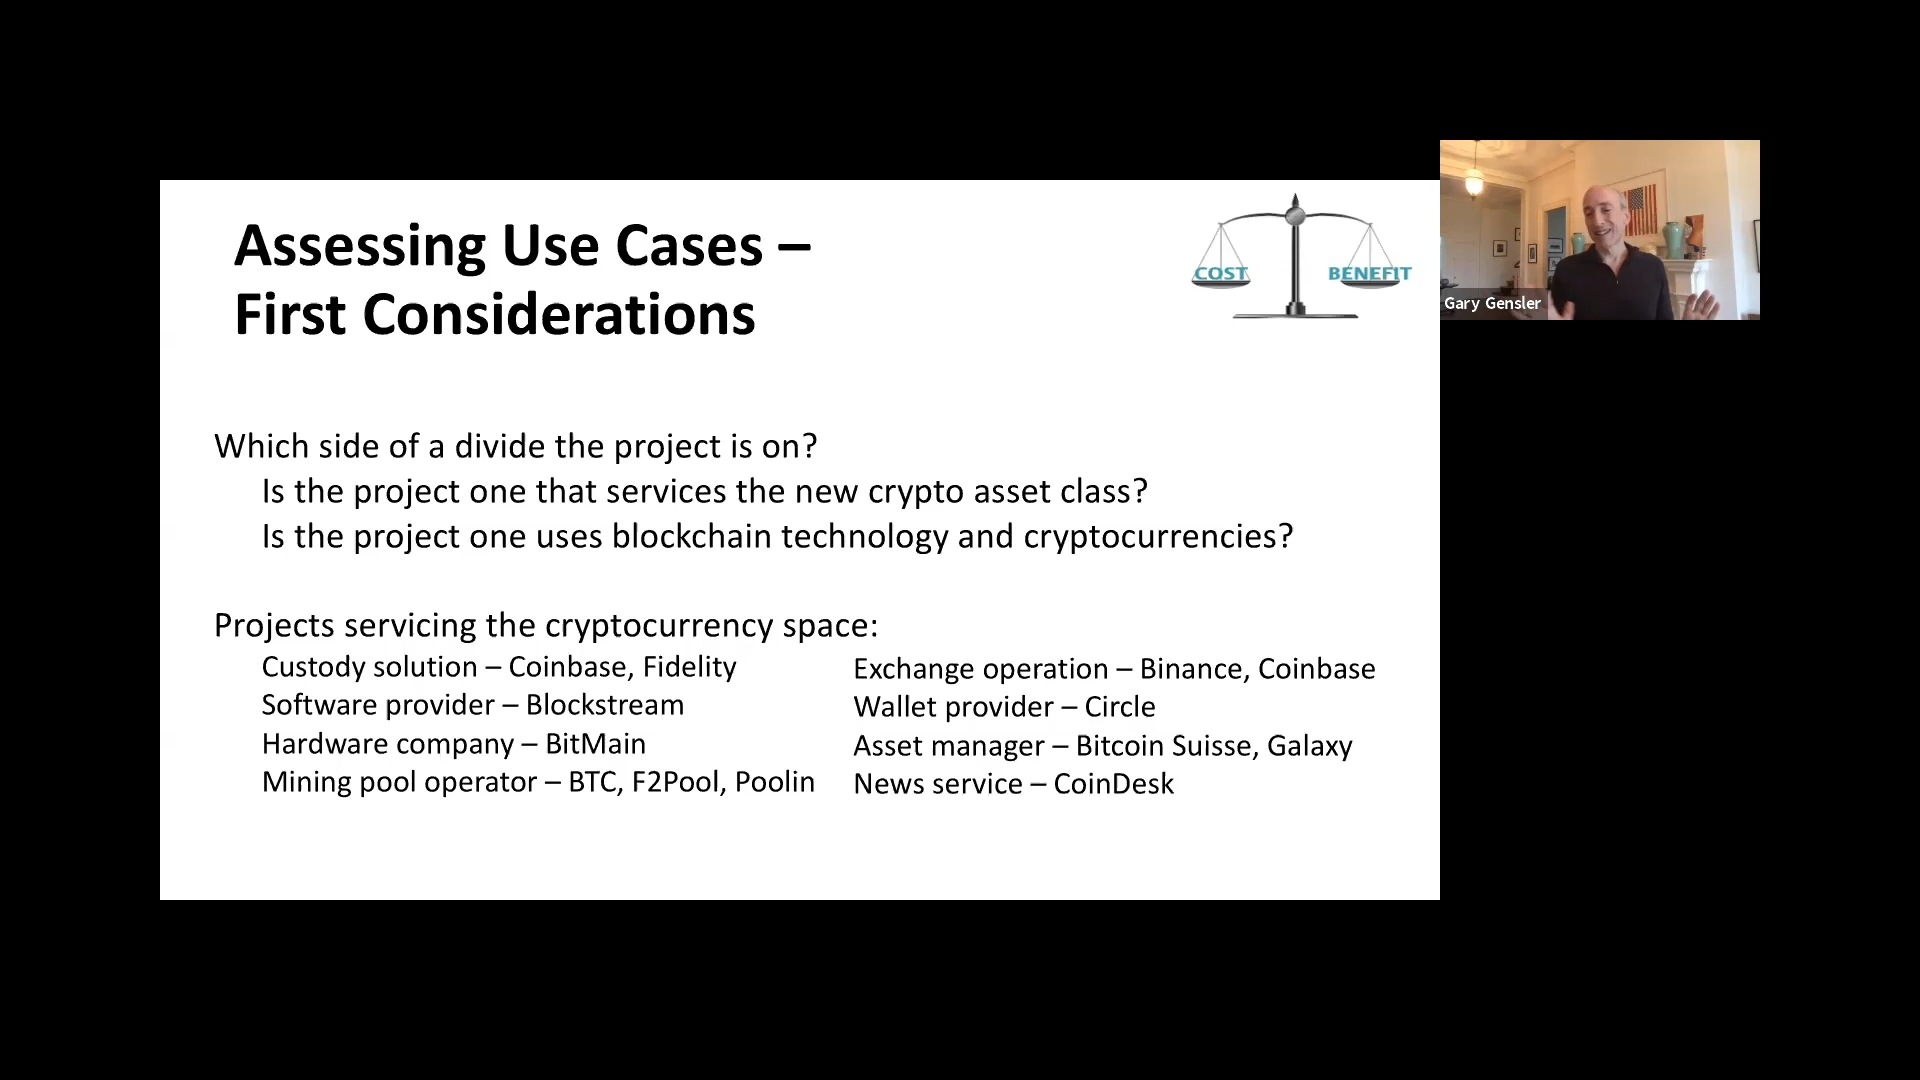 Assessing Use Cases –
First Considerations
COST
BENEFIT
Gary Gensler
Which side of a divide the project is on?
Is the project one that services the new crypto asset class?
Is the project one uses blockchain technology and cryptocurrencies?
Projects servicing the cryptocurrency space:
Custody solution – Coinbase, Fidelity
Software provider – Blockstream
Hardware company – BitMain
Mining pool operator – BTC, F2Pool, Poolin
Exchange operation – Binance, Coinbase
Wallet provider – Circle
Asset manager – Bitcoin Suisse, Galaxy
News service – CoinDesk